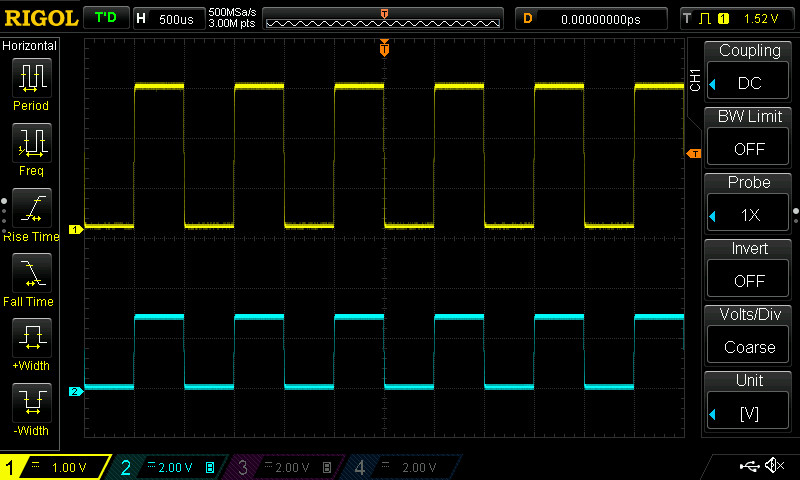 RIGOL T'D H 500us 500MSa/s 3.00M pts T D 0.00000000ps T 1 1.52 V
Horizontal
Period
Freq
Rise Time
Fall Time
+Width
-Width
T
1
2
T
CH1
Coupling
DC
BW Limit
OFF
Probe
1X
Invert
OFF
Volts/Div
Coarse
Unit
[V]
1 1.00 V 2 2.00 V B 3 2.00 V B 4 2.00 V